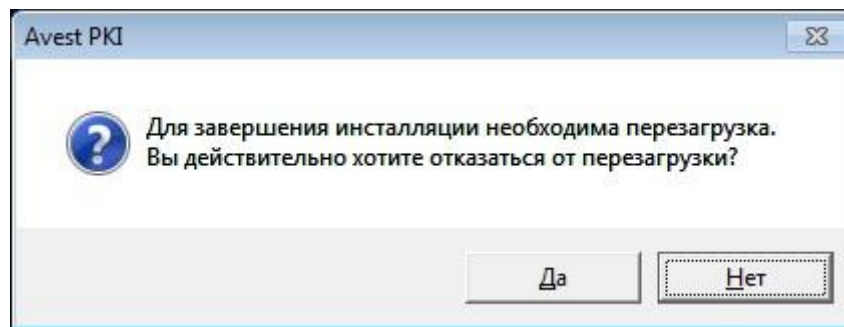 Avest PKI
Для завершения инсталляции необходима перезагрузка.
Вы действительно хотите отказаться от перезагрузки?
Да
Нет